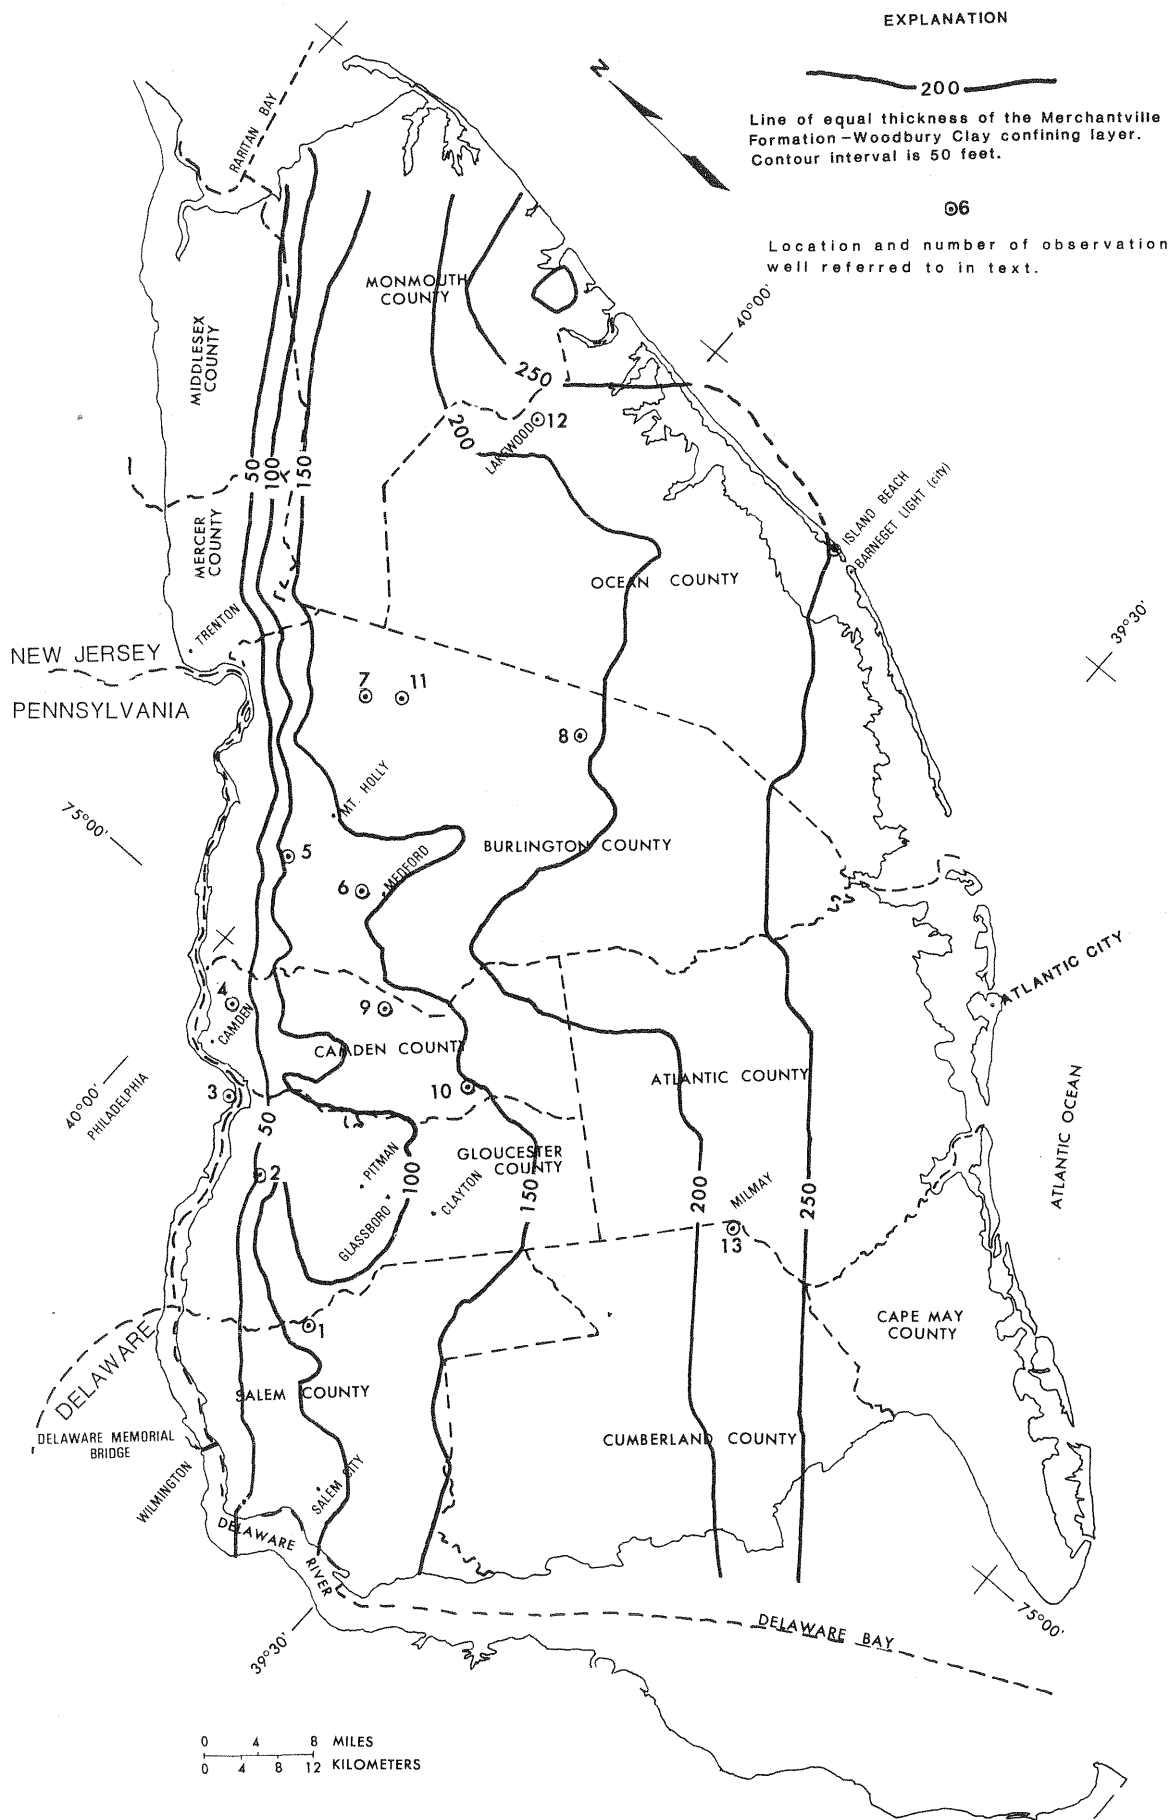 EXPLANATION
200
Line of equal thickness of the Merchantville
Formation–Woodbury Clay confining layer.
Contour interval is 50 feet.
6
Location and number of observation
well referred to in text.
N
RARITAN BAY
MONMOUTH
COUNTY
40°00'
MIDDLESEX
COUNTY
250
12
LAKEWOOD
200
50
100
150
ISLAND BEACH
BARNEGET LIGHT (city)
MERCER
COUNTY
OCEAN COUNTY
TRENTON
39°30'
NEW JERSEY
PENNSYLVANIA
7
11
8
MT. HOLLY
75°00'
5
BURLINGTON COUNTY
6
MEDFORD
ATLANTIC CITY
4
CAMDEN
9
CAMDEN COUNTY
ATLANTIC COUNTY
10
3
40°00'
PHILADELPHIA
50
ATLANTIC OCEAN
2
PITMAN
100
GLOUCESTER
COUNTY
CLAYTON
150
GLASSBORO
200
MILMAY
250
13
1
CAPE MAY
COUNTY
DELAWARE
SALEM COUNTY
DELAWARE MEMORIAL
BRIDGE
CUMBERLAND COUNTY
WILMINGTON
SALEM CITY
DELAWARE RIVER
75°00'
DELAWARE BAY
39°30'
0 4 8 MILES
0 4 8 12 KILOMETERS